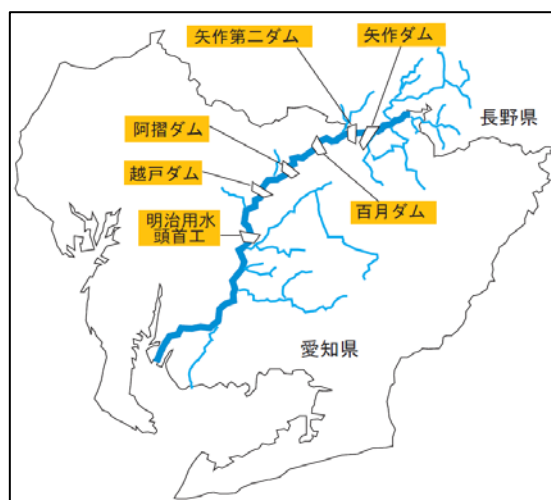 矢作第二ダム
矢作ダム
長野県
阿摺ダム
越戸ダム
百月ダム
明治用水
頭首工
愛知県